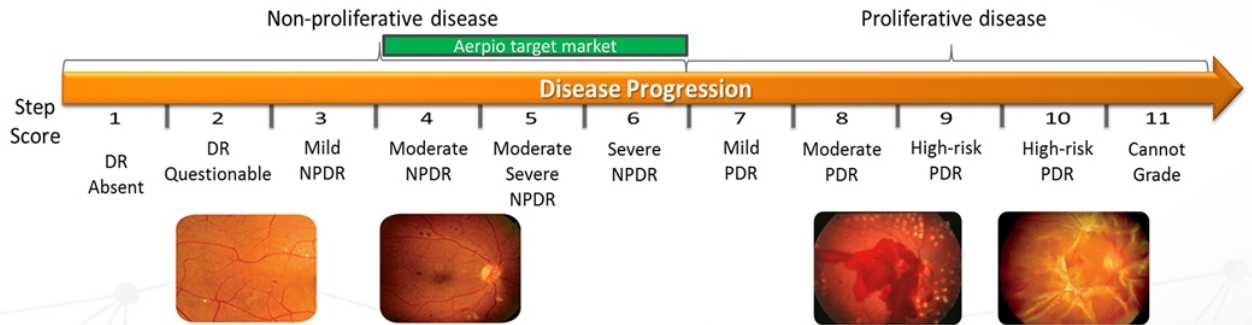 Non-proliferative disease
Proliferative disease
Aerpio target market
Disease Progression
Step
Score
1
2
3
4
5
6
7
8
9
10
11
DR
Absent
DR
Questionable
Mild
NPDR
Moderate
NPDR
Moderate
Severe
NPDR
Severe
NPDR
Mild
PDR
Moderate
PDR
High-risk
PDR
High-risk
PDR
Cannot
Grade